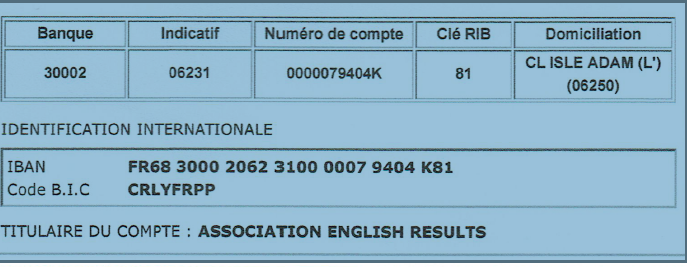 Banque Indicatif Numéro de compte Clé RIB Domiciliation
30002 06231 0000079404K 81 CL ISLE ADAM (L')
(06250)
IDENTIFICATION INTERNATIONALE
IBAN FR68 3000 2062 3100 0007 9404 K81
Code B.I.C CRLYFRPP
TITULAIRE DU COMPTE : ASSOCIATION ENGLISH RESULTS